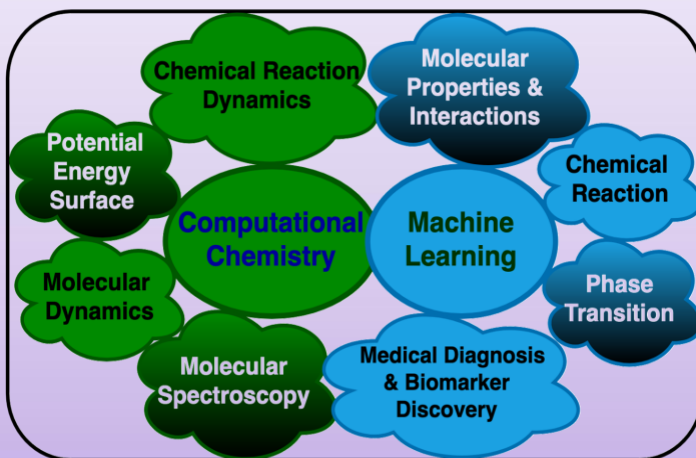 Chemical Reaction
Dynamics
Molecular
Properties &
Interactions
Potential
Energy
Surface
Computational
Chemistry
Machine
Learning
Chemical
Reaction
Molecular
Dynamics
Phase
Transition
Molecular
Spectroscopy
Medical Diagnosis
& Biomarker
Discovery